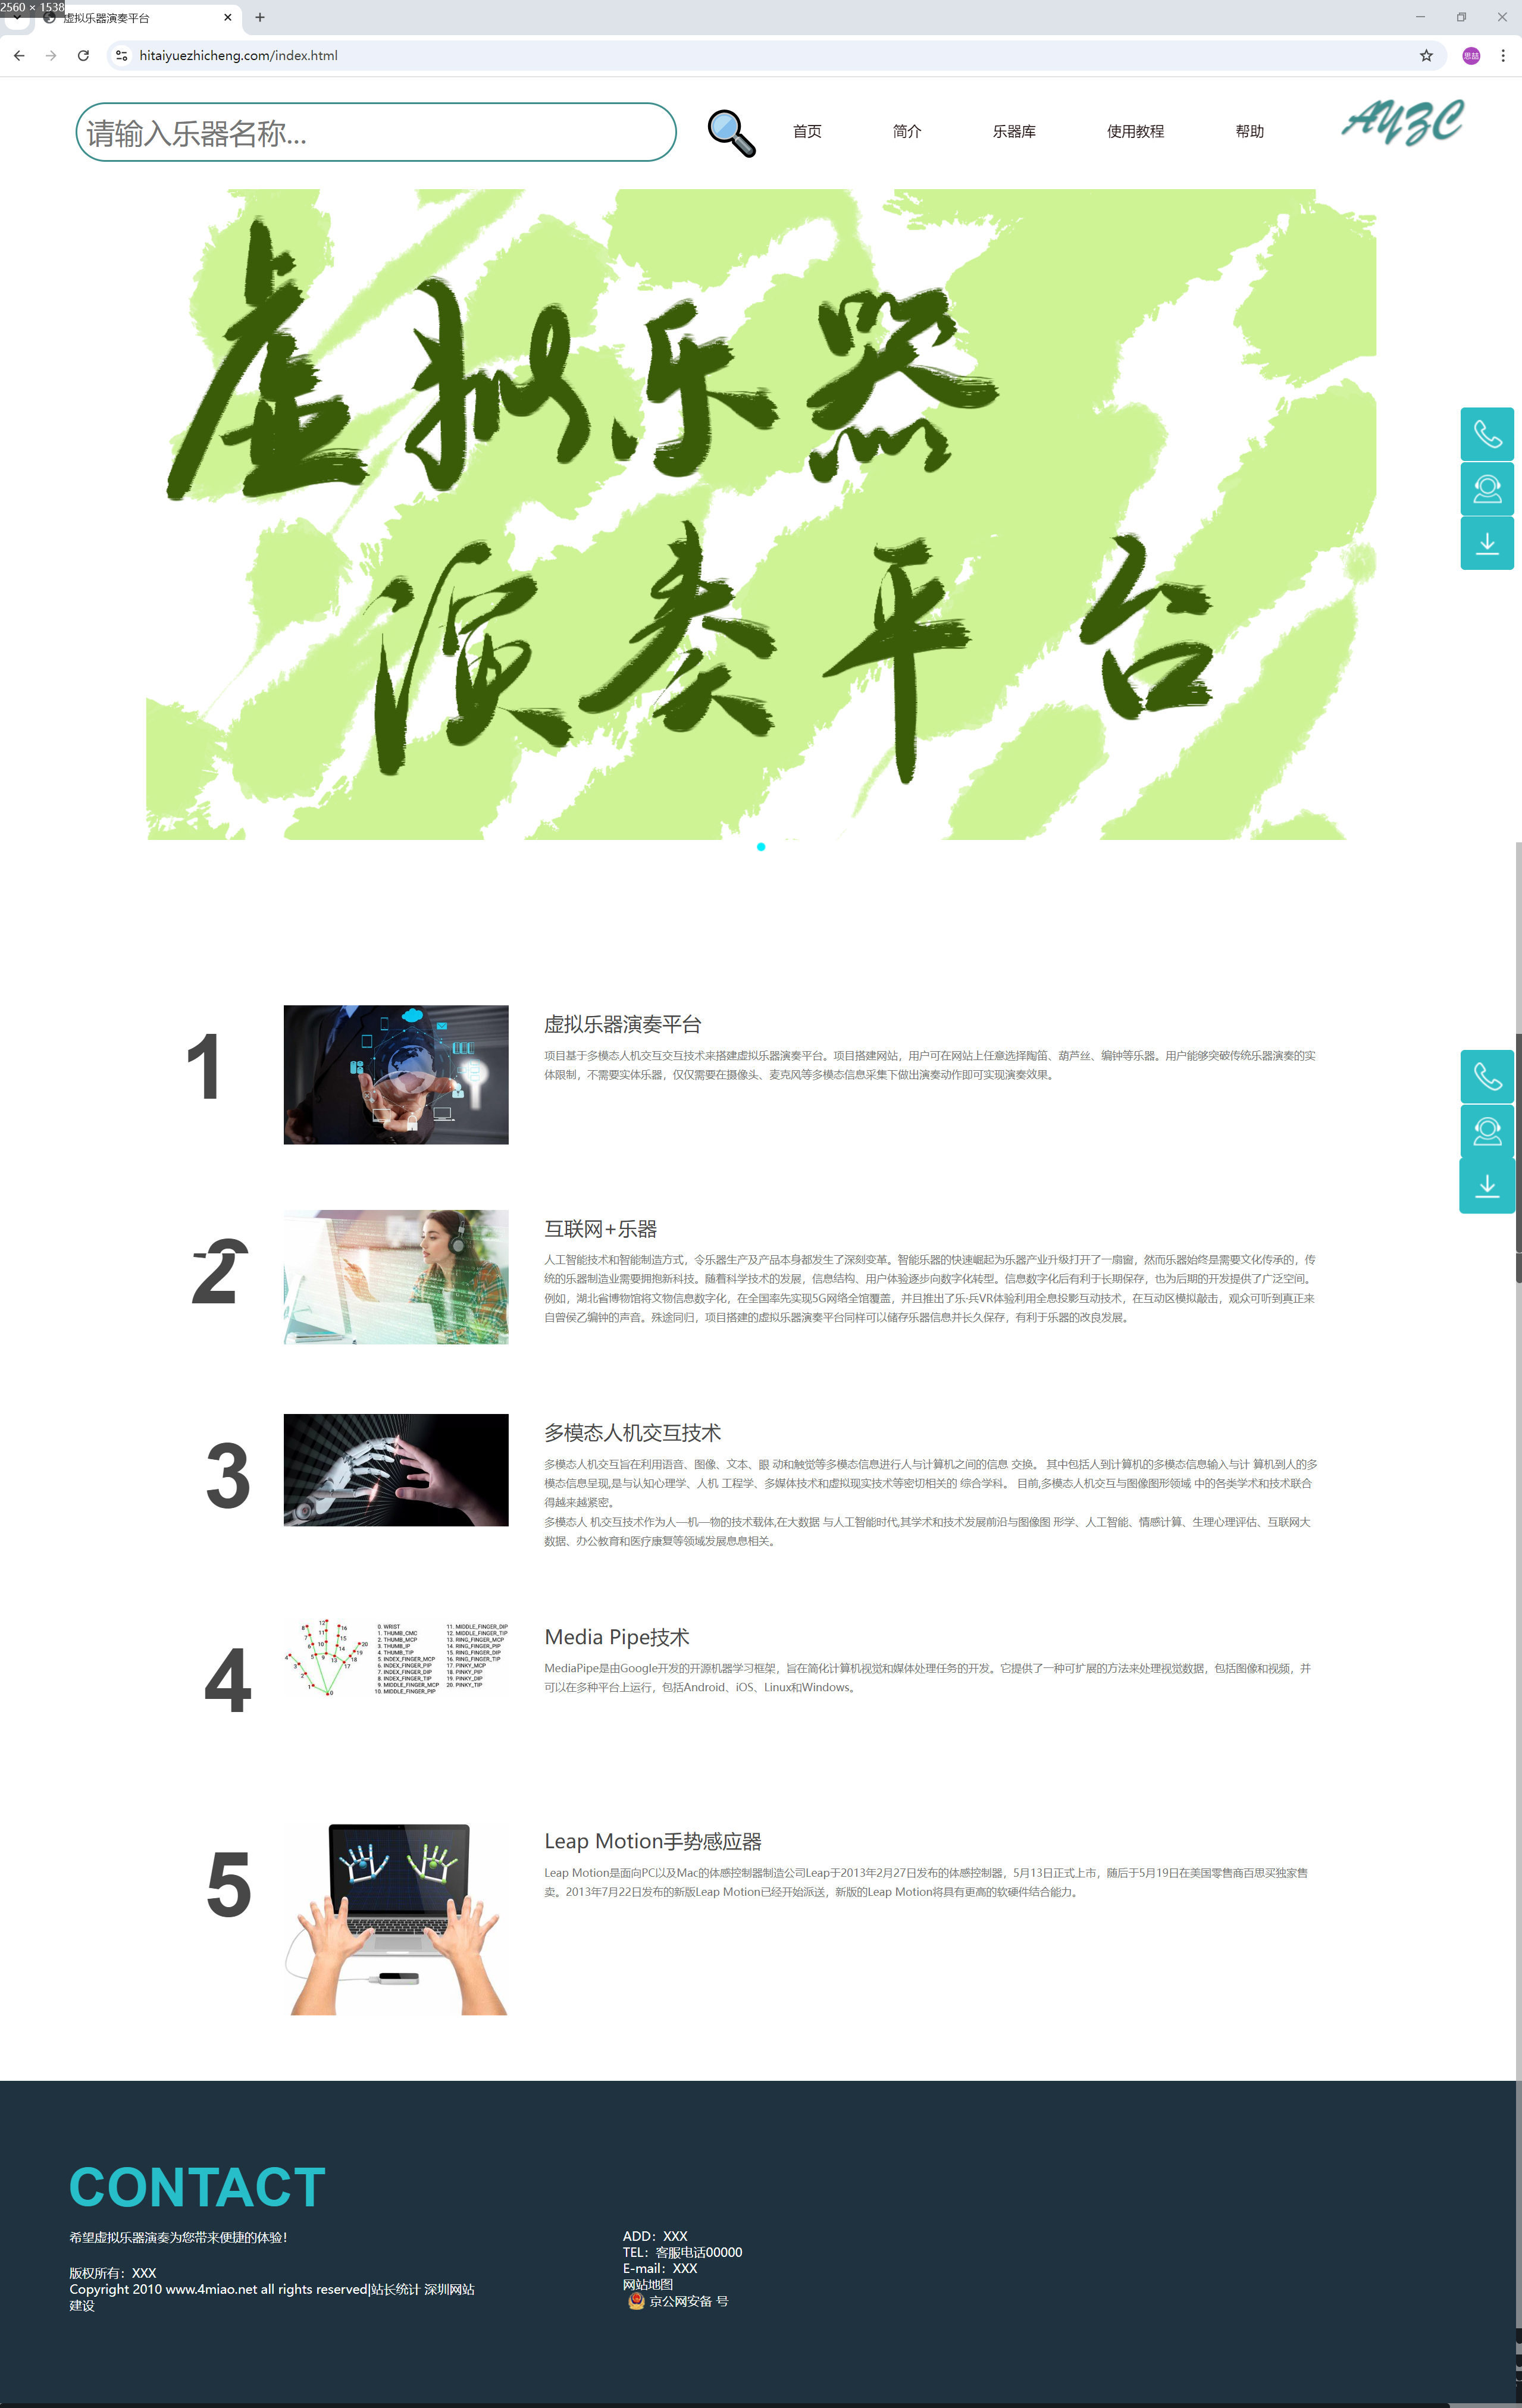 2560 × 1538
虚拟乐器演奏平台
hitaiyuezhicheng.com/index.html
思喆
请输入乐器名称...
首页
简介
乐器库
使用教程
帮助
AYZC
虚拟乐器
演奏平台
1
虚拟乐器演奏平台
项目基于多模态人机交互交互技术来搭建虚拟乐器演奏平台。项目搭建网站，用户可在网站上任意选择陶笛、葫芦丝、编钟等乐器。用户能够突破传统乐器演奏的实
体限制，不需要实体乐器，仅仅需要在摄像头、麦克风等多模态信息采集下做出演奏动作即可实现演奏效果。
2
互联网+乐器
人工智能技术和智能制造方式，令乐器生产及产品本身都发生了深刻变革。智能乐器的快速崛起为乐器产业升级打开了一扇窗，然而乐器始终是需要文化传承的，传
统的乐器制造业需要拥抱新科技。随着科学技术的发展，信息结构、用户体验逐步向数字化转型。信息数字化后有利于长期保存，也为后期的开发提供了广泛空间。
例如，湖北省博物馆将文物信息数字化，在全国率先实现5G网络全馆覆盖，并且推出了乐·兵VR体验利用全息投影互动技术，在互动区模拟敲击，观众可听到真正来
自曾侯乙编钟的声音。殊途同归，项目搭建的虚拟乐器演奏平台同样可以储存乐器信息并长久保存，有利于乐器的改良发展。
3
多模态人机交互技术
多模态人机交互旨在利用语音、图像、文本、眼 动和触觉等多模态信息进行人与计算机之间的信息 交换。 其中包括人到计算机的多模态信息输入与计 算机到人的多
模态信息呈现,是与认知心理学、人机 工程学、多媒体技术和虚拟现实技术等密切相关的 综合学科。 目前,多模态人机交互与图像图形领域 中的各类学术和技术联合
得越来越紧密。
多模态人 机交互技术作为人—机—物的技术载体,在大数据 与人工智能时代,其学术和技术发展前沿与图像图 形学、人工智能、情感计算、生理心理评估、互联网大
数据、办公教育和医疗康复等领域发展息息相关。
4
0. WRIST
1. THUMB_CMC
2. THUMB_MCP
3. THUMB_IP
4. THUMB_TIP
5. INDEX_FINGER_MCP
6. INDEX_FINGER_PIP
7. INDEX_FINGER_DIP
8. INDEX_FINGER_TIP
9. MIDDLE_FINGER_MCP
10. MIDDLE_FINGER_PIP
11. MIDDLE_FINGER_DIP
12. MIDDLE_FINGER_TIP
13. RING_FINGER_MCP
14. RING_FINGER_PIP
15. RING_FINGER_DIP
16. RING_FINGER_TIP
17. PINKY_MCP
18. PINKY_PIP
19. PINKY_DIP
20. PINKY_TIP
Media Pipe技术
MediaPipe是由Google开发的开源机器学习框架，旨在简化计算机视觉和媒体处理任务的开发。它提供了一种可扩展的方法来处理视觉数据，包括图像和视频，并
可以在多种平台上运行，包括Android、iOS、Linux和Windows。
5
Leap Motion手势感应器
Leap Motion是面向PC以及Mac的体感控制器制造公司Leap于2013年2月27日发布的体感控制器，5月13日正式上市，随后于5月19日在美国零售商百思买独家售
卖。2013年7月22日发布的新版Leap Motion已经开始派送，新版的Leap Motion将具有更高的软硬件结合能力。
CONTACT
希望虚拟乐器演奏为您带来便捷的体验！
版权所有：XXX
Copyright 2010 www.4miao.net all rights reserved|站长统计 深圳网站
建设
ADD：XXX
TEL：客服电话00000
E-mail：XXX
网站地图
京公网安备 号